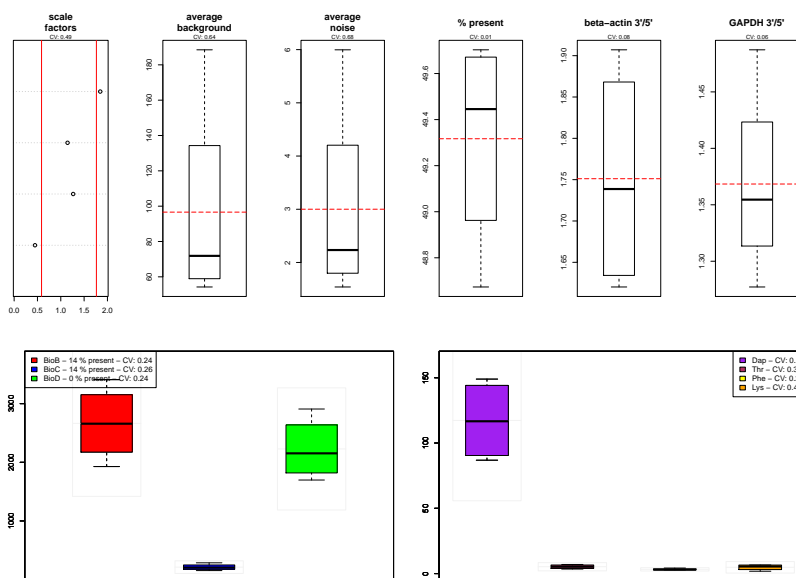 scale
factors
CV: 0.49
0.0 0.5 1.0 1.5 2.0
average
background
CV: 0.64
60 80 100 120 140 160 180
average
noise
CV: 0.68
2 3 4 5 6
% present
CV: 0.01
48.8 49.0 49.2 49.4 49.6
beta−actin 3'/5'
CV: 0.08
1.65 1.70 1.75 1.80 1.85 1.90
GAPDH 3'/5'
CV: 0.06
1.30 1.35 1.40 1.45
BioB − 14 % present − CV: 0.24
BioC − 14 % present − CV: 0.26
BioD − 0 % present − CV: 0.24
1000 2000 3000
Dap − CV: 0.
Thr − CV: 0.3
Phe − CV: 0.
Lys − CV: 0.4
0 50 100 150